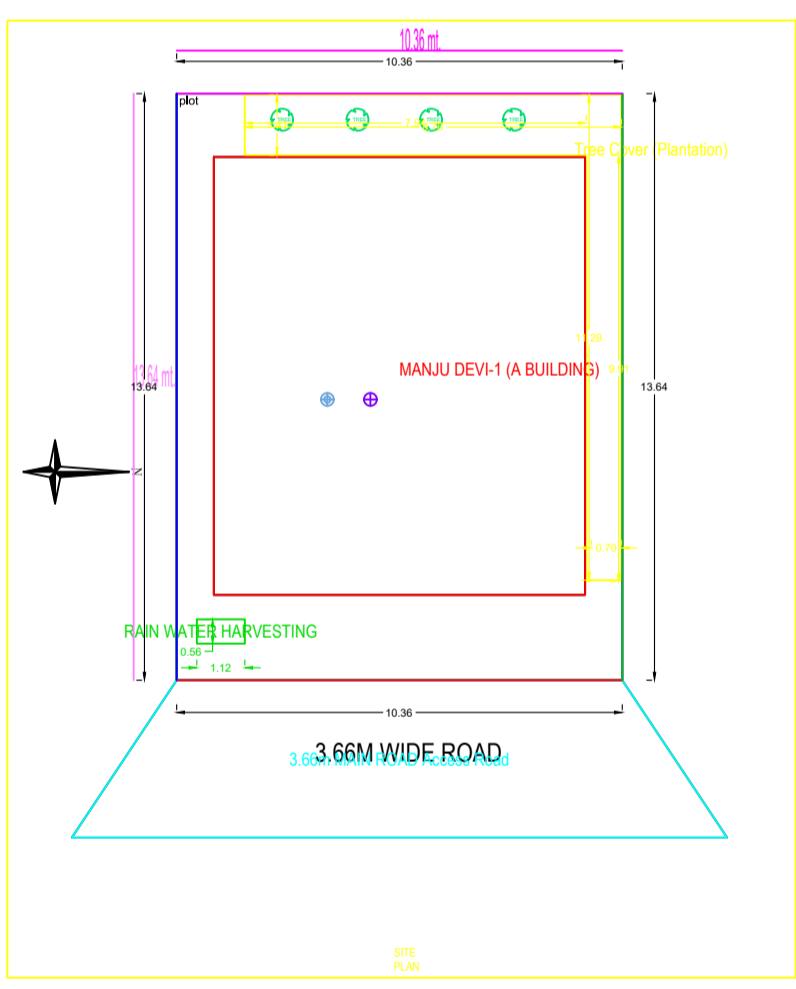 10.36 mt.
10.36
plot
TREE TREE TREE TREE
Tree Cover (Plantation)
11.29
MANJU DEVI-1 (A BUILDING)
13.64 mt.
13.64
13.64
N
0.70
RAIN WATER HARVESTING
0.56
1.12
10.36
3.66M WIDE ROAD
3.66m MAIN ROAD Access Road
SITE
PLAN